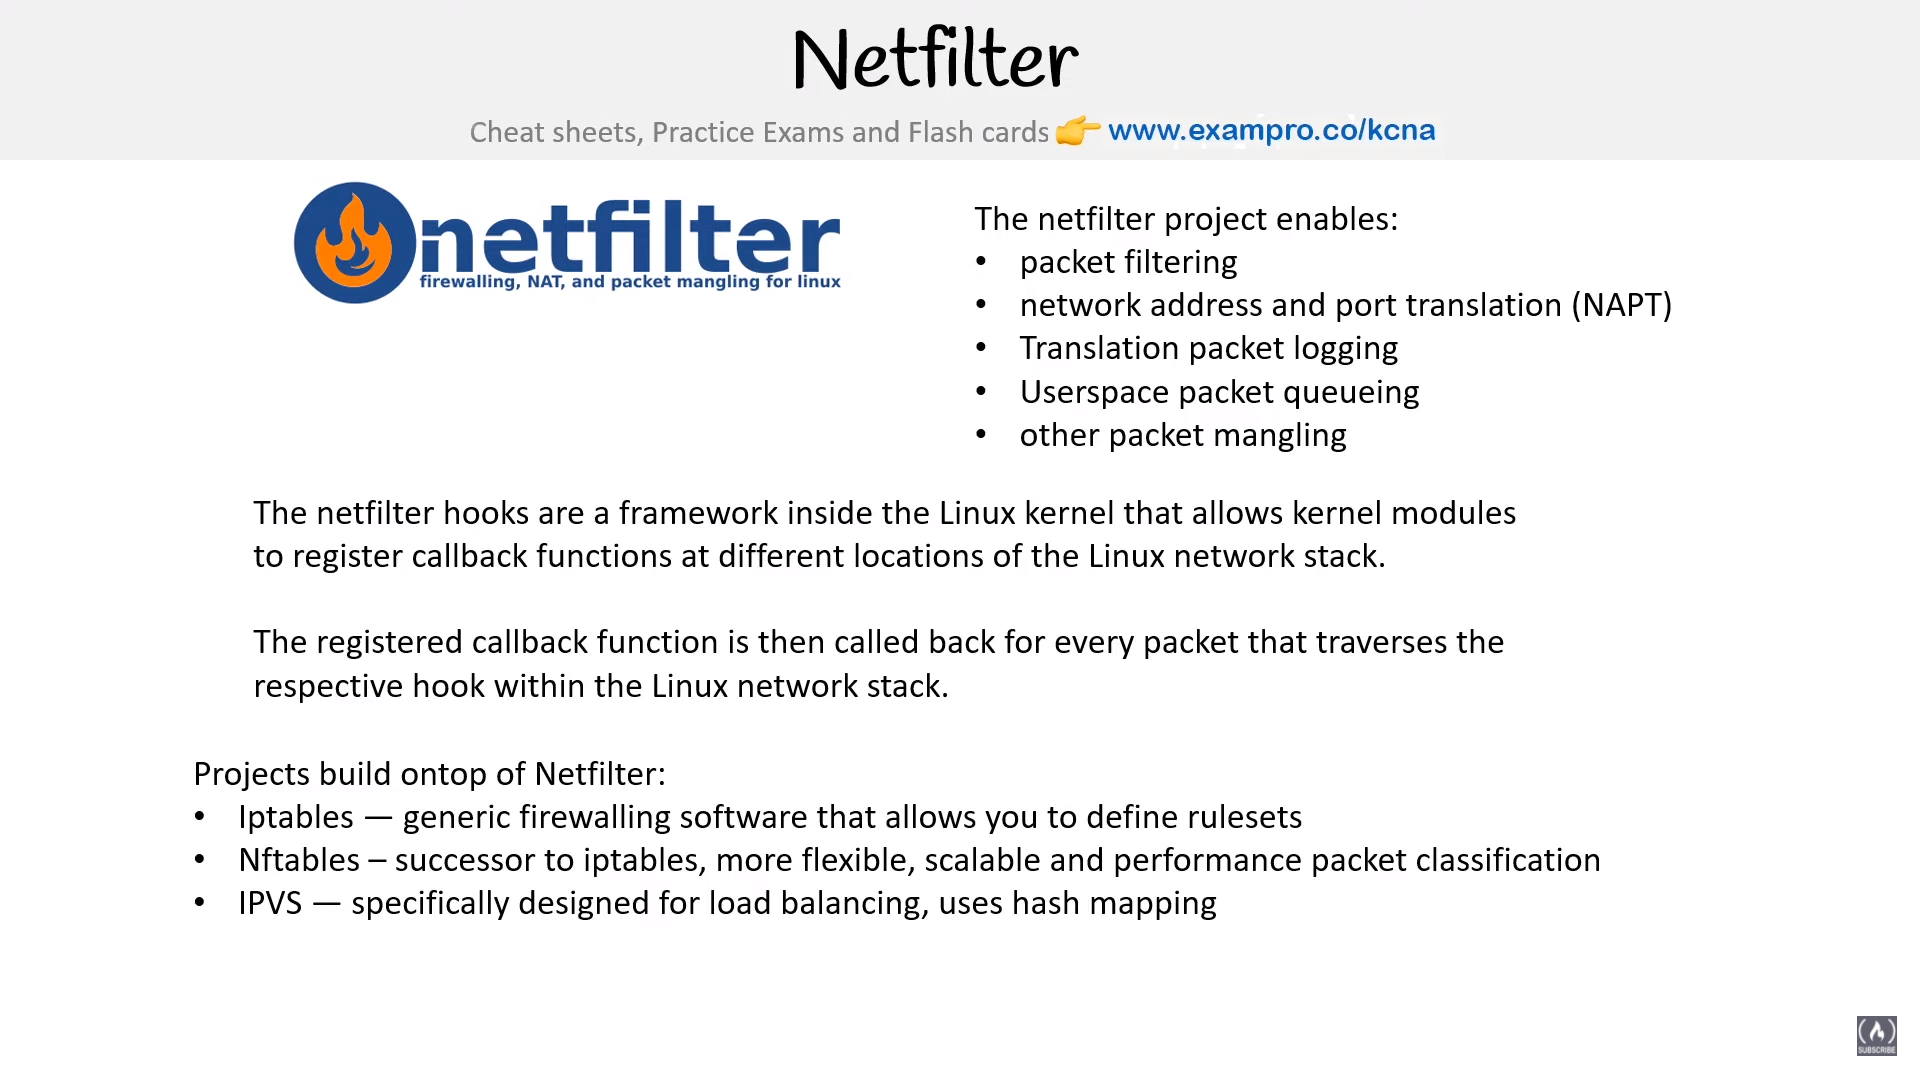 Netfilter
Cheat sheets, Practice Exams and Flash cards 👉 www.exampro.co/kcna
netfilter
firewalling, NAT, and packet mangling for linux
The netfilter project enables:
• packet filtering
• network address and port translation (NAPT)
• Translation packet logging
• Userspace packet queueing
• other packet mangling
The netfilter hooks are a framework inside the Linux kernel that allows kernel modules
to register callback functions at different locations of the Linux network stack.
The registered callback function is then called back for every packet that traverses the
respective hook within the Linux network stack.
Projects build ontop of Netfilter:
• Iptables — generic firewalling software that allows you to define rulesets
• Nftables – successor to iptables, more flexible, scalable and performance packet classification
• IPVS — specifically designed for load balancing, uses hash mapping
SUBSCRIBE